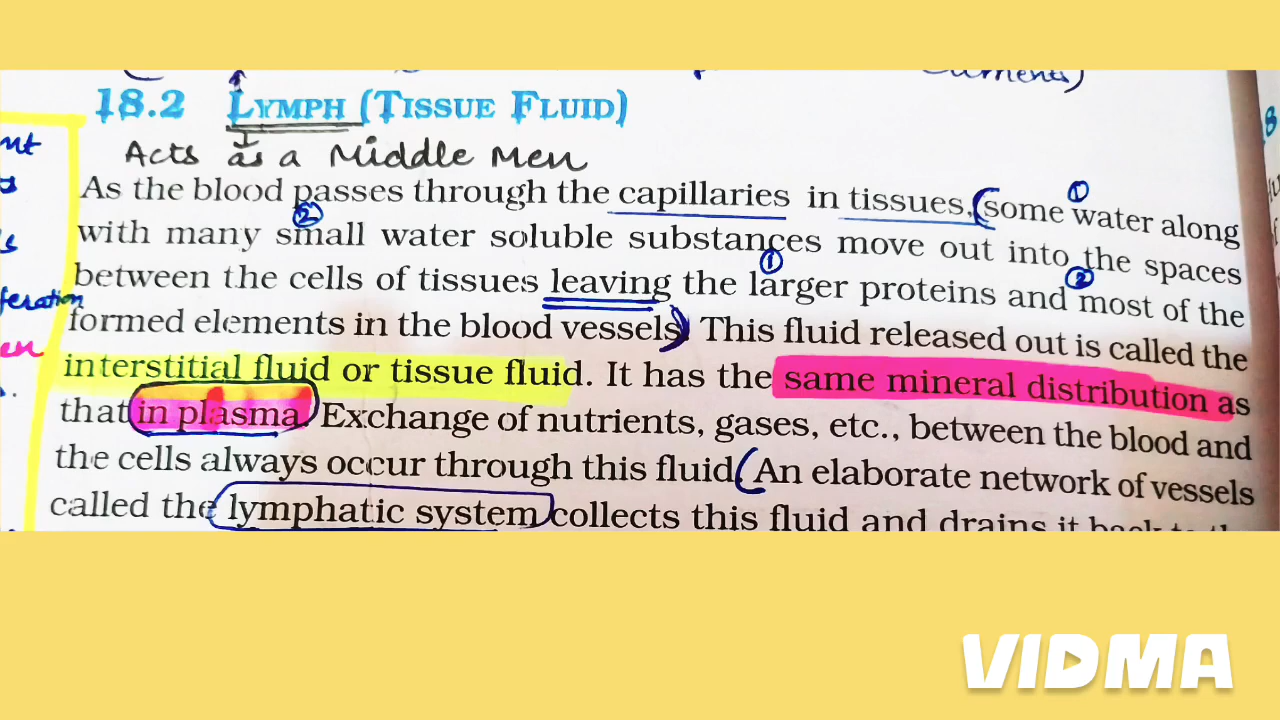 18.2 LYMPH (TISSUE FLUID)
Acts as a Middle Men
As the blood passes through the capillaries in tissues, (some water along
with many small water soluble substances move out into the spaces
between the cells of tissues leaving the larger proteins and most of the
formed elements in the blood vessels) This fluid released out is called the
interstitial fluid or tissue fluid. It has the same mineral distribution as
that in plasma. Exchange of nutrients, gases, etc., between the blood and
the cells always occur through this fluid. (An elaborate network of vessels
called the lymphatic system collects this fluid and drains it back to
VIDMA